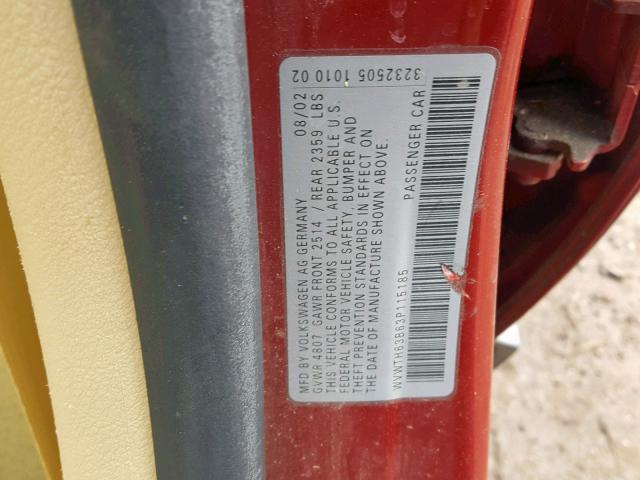 MFD BY VOLKSWAGEN AG GERMANY 08/02
GVWR 4807 GAWR FRONT 2514 / REAR 2359 LBS
THIS VEHICLE CONFORMS TO ALL APPLICABLE U.S.
FEDERAL MOTOR VEHICLE SAFETY, BUMPER AND
THEFT PREVENTION STANDARDS IN EFFECT ON
THE DATE OF MANUFACTURE SHOWN ABOVE.
WVWTH63B63P115185 PASSENGER CAR
3232505 1010 02